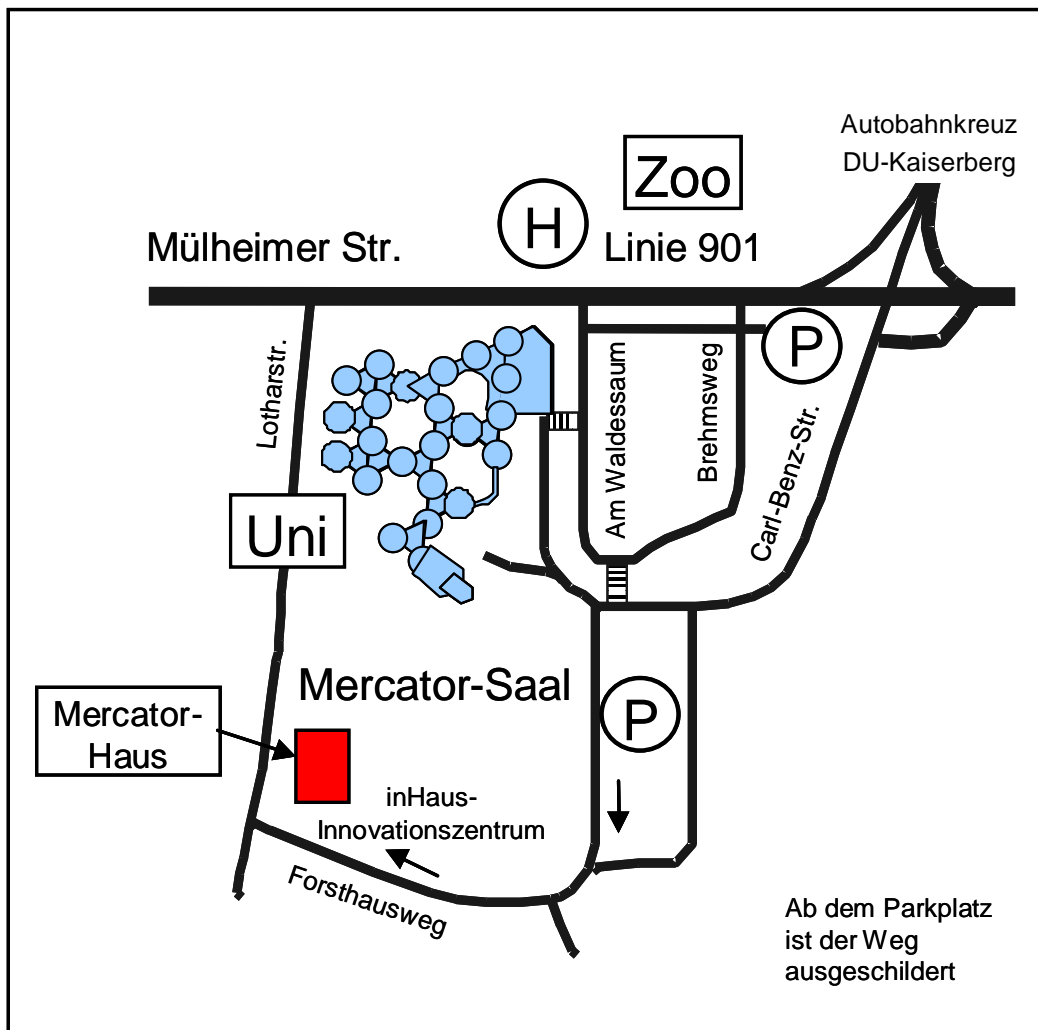 Autobahnkreuz
DU-Kaiserberg
Zoo
H
Mülheimer Str.
Linie 901
P
Lotharstr.
Am Waldessaum
Brehmsweg
Carl-Benz-Str.
Uni
Mercator-Saal
P
Mercator-
Haus
inHaus-
Innovationszentrum
Forsthausweg
Ab dem Parkplatz
ist der Weg
ausgeschildert